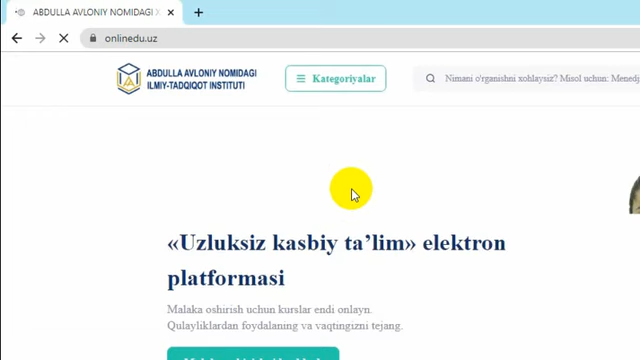 ABDULLA AVLONIY NOMIDAGI
onlinedu.uz
ABDULLA AVLONIY NOMIDAGI
ILMIY-TADQIQOT INSTITUTI
Kategoriyalar
Nimani o'rganishni xohlaysiz? Misol uchun:
«Uzluksiz kasbiy ta’lim» elektron
platformasi
Malaka oshirish uchun kurslar endi onlayn.
Qulayliklardan foydalaning va vaqtingizni tejang.